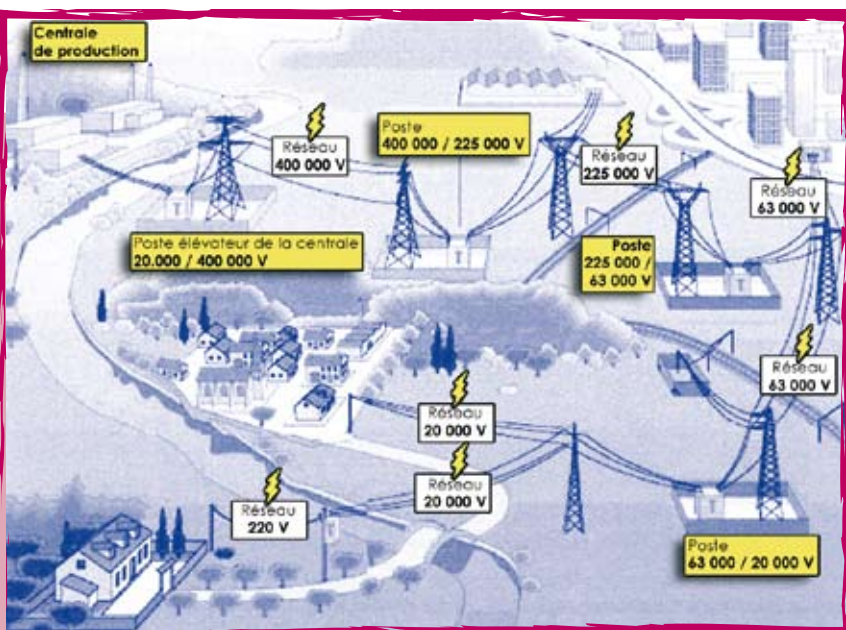 Centrale
de production
Réseau
400 000 V
Poste
400 000 / 225 000 V
Réseau
225 000 V
Réseau
63 000 V
Poste élévateur de la centrale
20.000 / 400 000 V
Poste
225 000 /
63 000 V
T
T
T
Réseau
63 000 V
Réseau
20 000 V
Réseau
20 000 V
Réseau
220 V
T
T
Poste
63 000 / 20 000 V